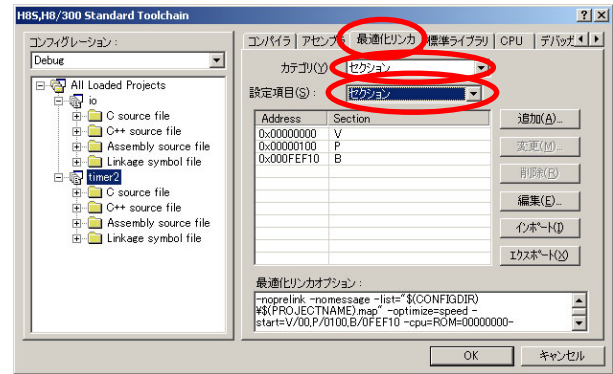 H8S,H8/300 Standard Toolchain
コンフィグレーション：
Debug
All Loaded Projects
io
C source file
C++ source file
Assembly source file
Linkage symbol file
timer2
C source file
C++ source file
Assembly source file
Linkage symbol file
コンパイラ アセンブラ 最適化リンカ 標準ライブラリ CPU デバッガ
カテゴリ(Y) セクション
設定項目(S)： セクション
Address Section
0x00000000 V
0x00000100 P
0x000FEF10 B
追加(A)...
変更(M)...
削除(R)
編集(E)...
インポート(I)
エクスポート(X)
最適化リンカオプション：
-noprelink -nomessage -list="$(CONFIGDIR)
¥$(PROJECTNAME).map" -optimize=speed -
start=V/00,P/0100,B/0FEF10 -cpu=ROM=00000000-
OK キャンセル